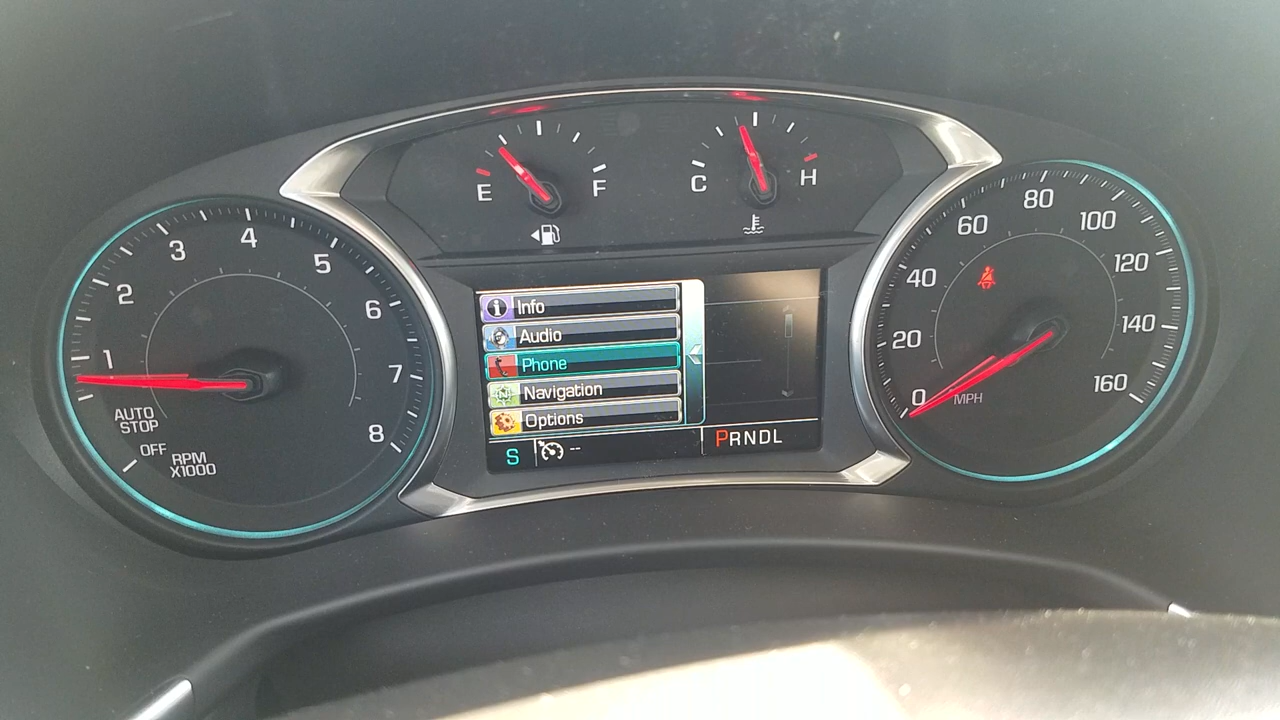 E F
C H
1 2 3 4 5 6 7 8
AUTO
STOP
OFF
RPM
X1000
Info
Audio
Phone
Navigation
Options
S --
PRNDL
0 20 40 60 80 100 120 140 160
MPH